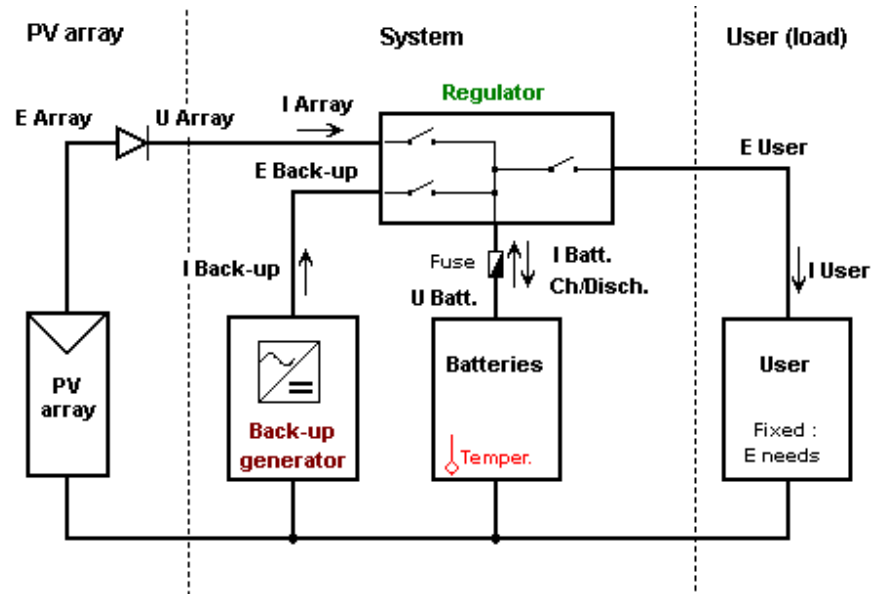 PV array
System
User (load)
Regulator
E Array
U Array
I Array
E Back-up
E User
I Back-up
Fuse
I Batt.
Ch/Disch.
U Batt.
I User
PV
array
Back-up
generator
Batteries
Temper.
User
Fixed :
E needs